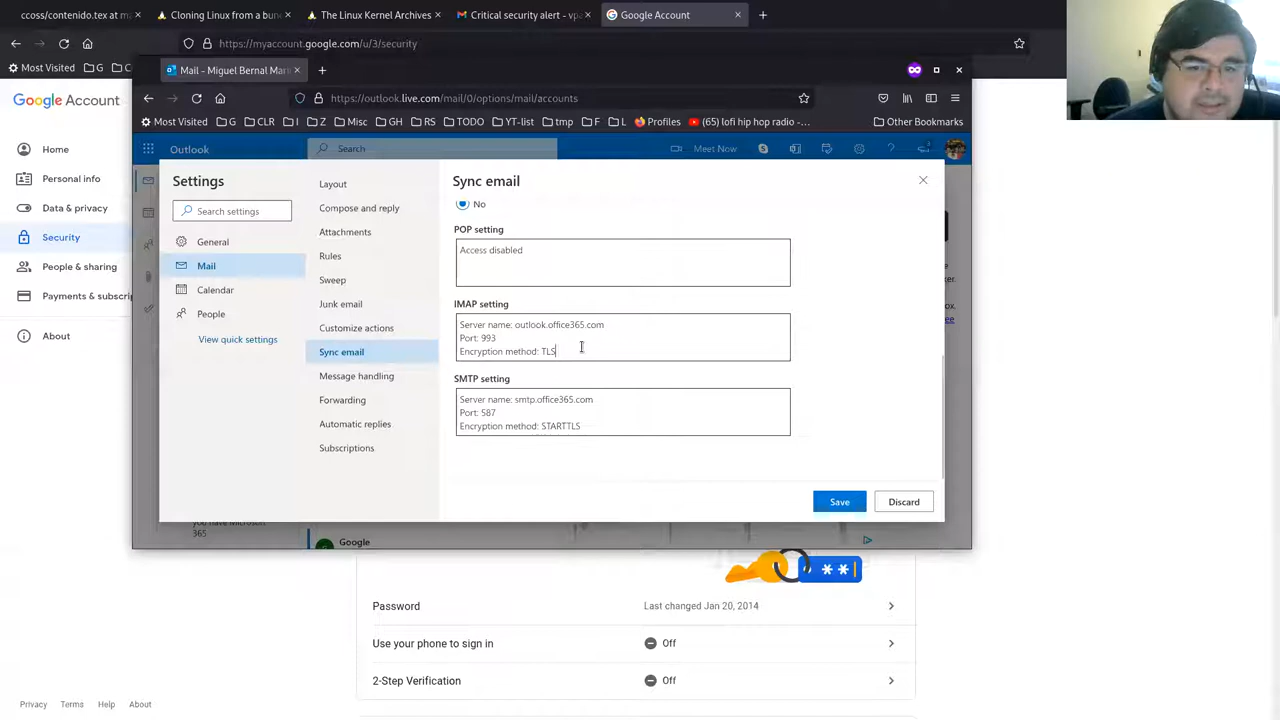 ccoss/contenido.tex at m
Cloning Linux from a bun
The Linux Kernel Archives
Critical security alert - vpa
Google Account
https://myaccount.google.com/u/3/security
Most Visited
G
Google Account
Home
Personal info
Data & privacy
Security
People & sharing
Payments & subscrip
About
Mail - Miguel Bernal Mari
https://outlook.live.com/mail/0/options/mail/accounts
Most Visited
G
CLR
I
Z
Misc
GH
RS
TODO
YT-list
tmp
F
L
Profiles
(65) lofi hip hop radio -
Other Bookmarks
Outlook
Search
Meet Now
Settings
Search settings
General
Mail
Calendar
People
View quick settings
Layout
Compose and reply
Attachments
Rules
Sweep
Junk email
Customize actions
Sync email
Message handling
Forwarding
Automatic replies
Subscriptions
Sync email
No
POP setting
Access disabled
IMAP setting
Server name: outlook.office365.com
Port: 993
Encryption method: TLS
SMTP setting
Server name: smtp.office365.com
Port: 587
Encryption method: STARTTLS
Save
Discard
you have Microsoft
365
Google
**
Password
Last changed Jan 20, 2014
Use your phone to sign in
Off
2-Step Verification
Off
Privacy
Terms
Help
About